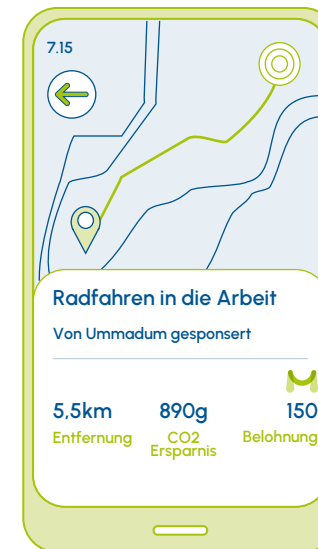 7.15
Radfahren in die Arbeit
Von Ummadum gesponsert
5,5km 890g 150
Entfernung CO2 Ersparnis Belohnung